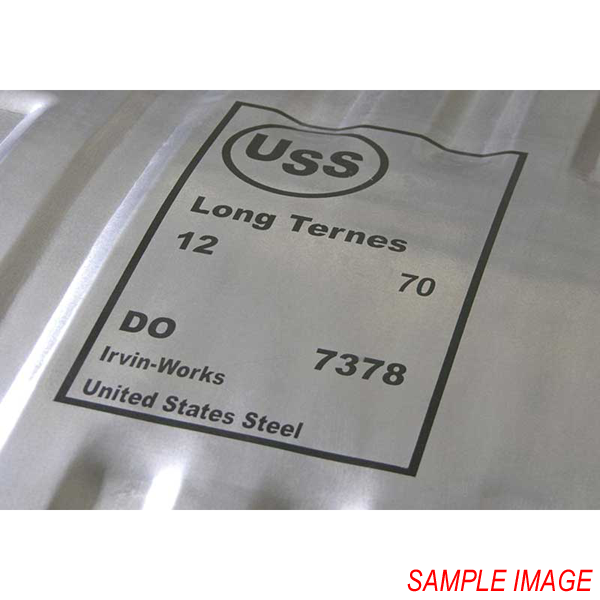 USS
Long Ternes
12 70
DO 7378
Irvin-Works
United States Steel
SAMPLE IMAGE